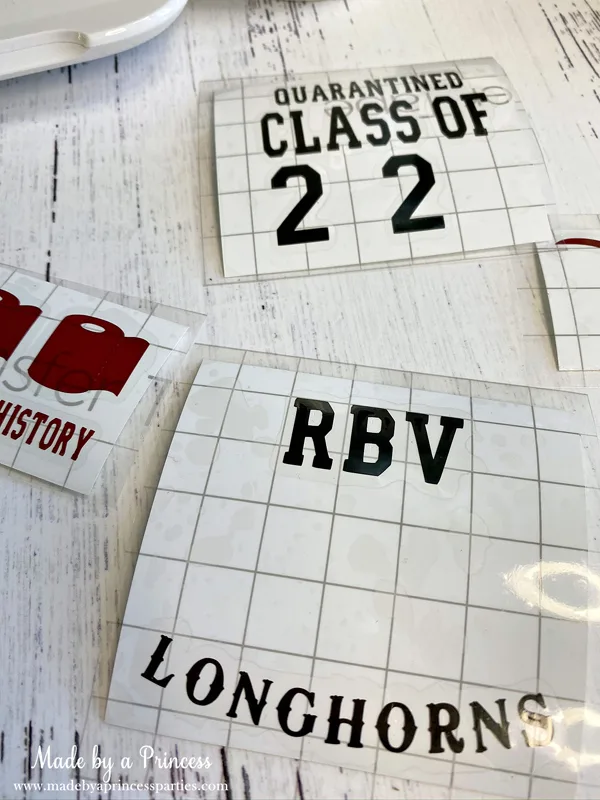 QUARANTINED
CLASS OF
2 2
HISTORY
RBV
LONGHORNS
Made by a Princess
www.madebyaprincessparties.com